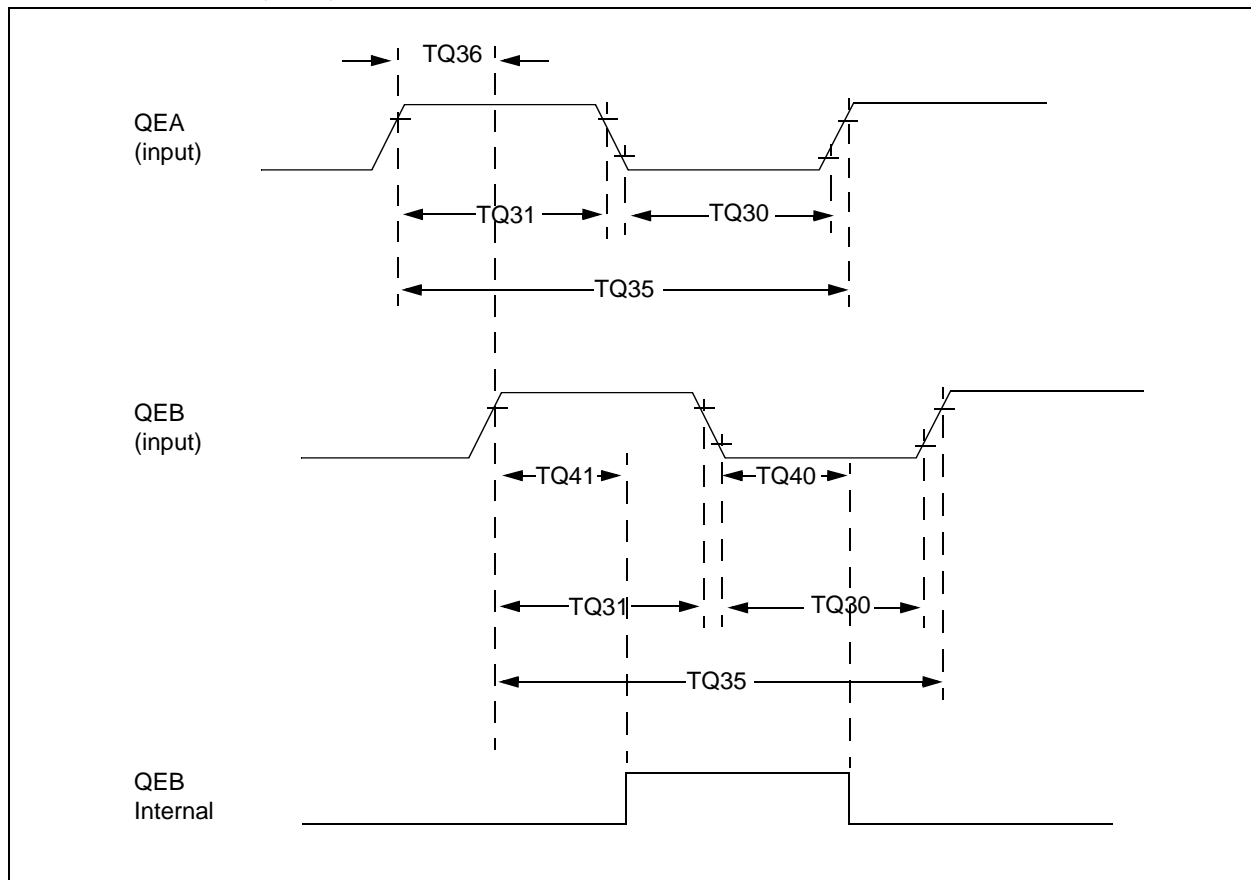 TQ36
QEA
(input)
TQ31
TQ30
TQ35
QEB
(input)
TQ41
TQ40
TQ31
TQ30
TQ35
QEB
Internal